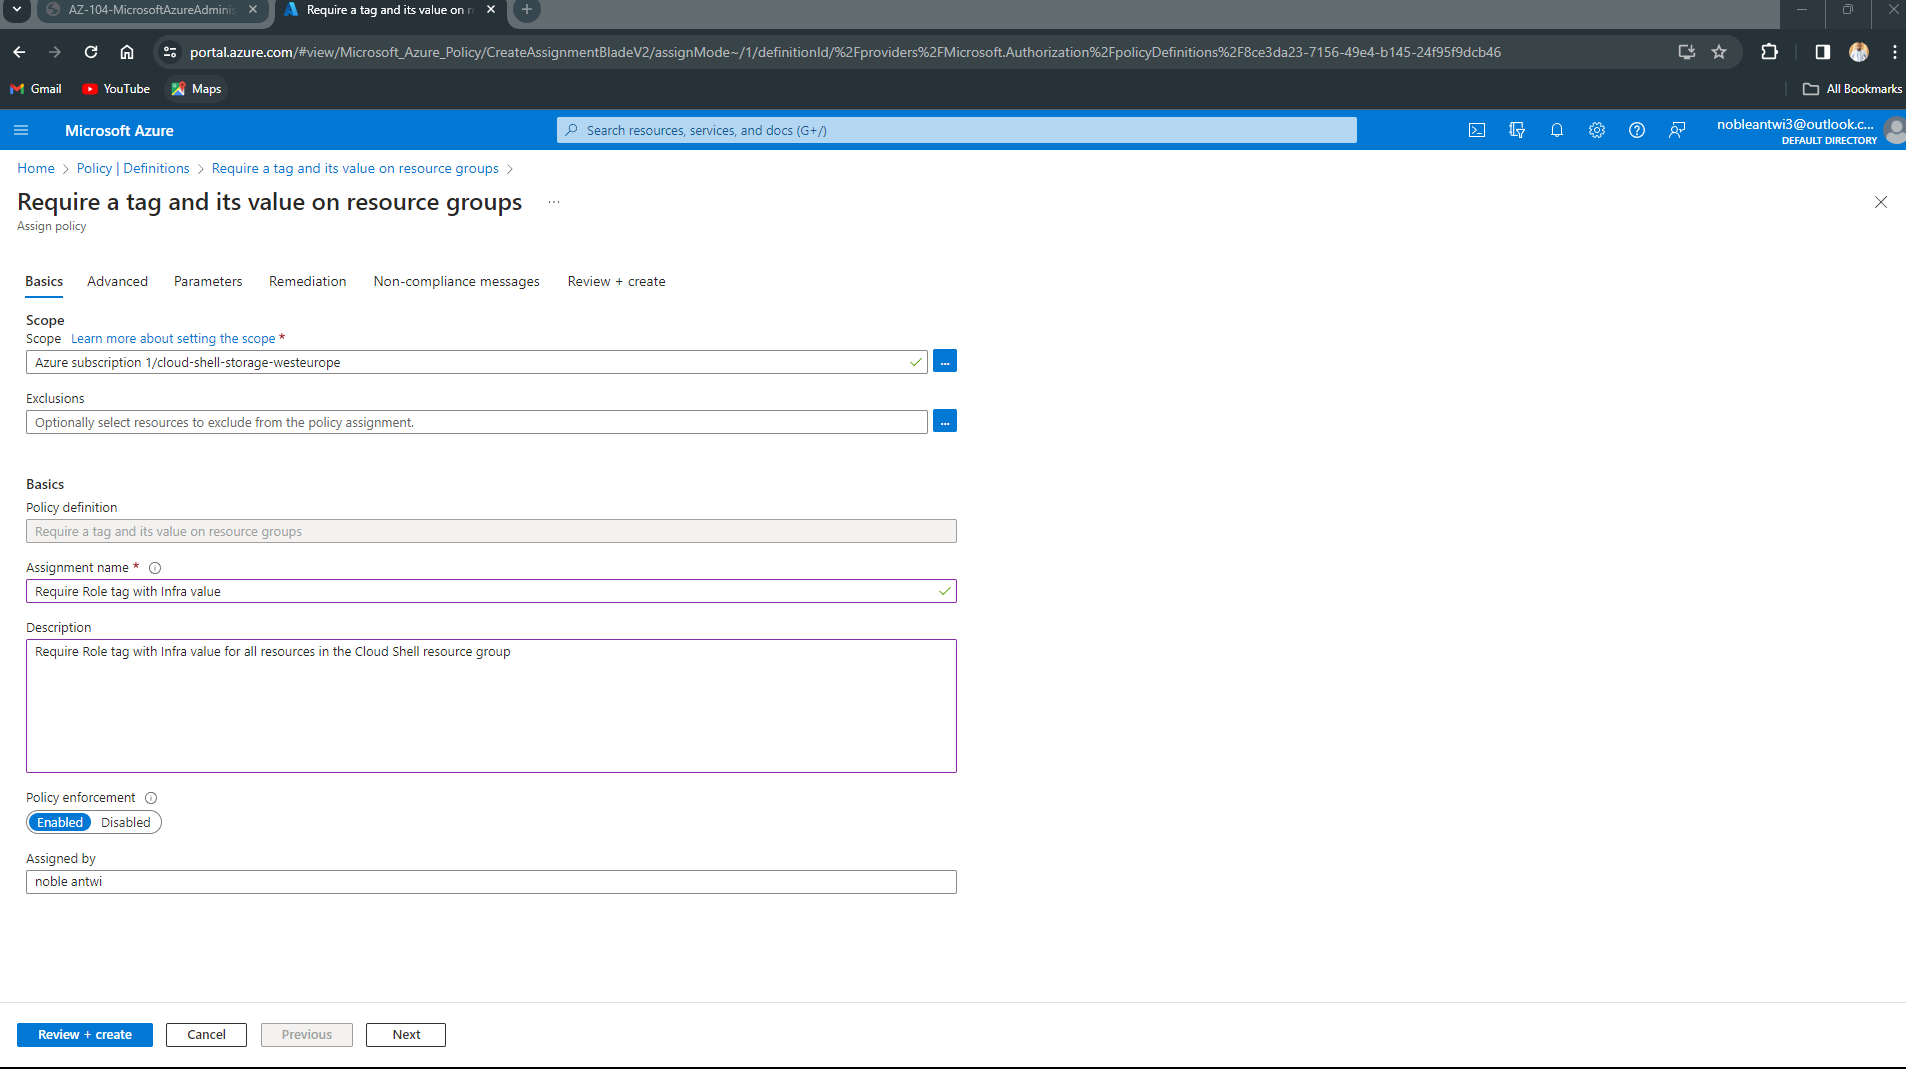 AZ-104-MicrosoftAzureAdminis
Require a tag and its value on r
portal.azure.com/#view/Microsoft_Azure_Policy/CreateAssignmentBladeV2/assignMode~/1/definitionId/%2Fproviders%2FMicrosoft.Authorization%2FpolicyDefinitions%2F8ce3da23-7156-49e4-b145-24f95f9dcb46
Gmail YouTube Maps All Bookmarks
Microsoft Azure
Search resources, services, and docs (G+/)
nobleantwi3@outlook.c...
DEFAULT DIRECTORY
Home > Policy | Definitions > Require a tag and its value on resource groups >
Require a tag and its value on resource groups ...
Assign policy
Basics Advanced Parameters Remediation Non-compliance messages Review + create
Scope
Scope Learn more about setting the scope *
Azure subscription 1/cloud-shell-storage-westeurope
...
Exclusions
Optionally select resources to exclude from the policy assignment.
...
Basics
Policy definition
Require a tag and its value on resource groups
Assignment name *
Require Role tag with Infra value
Description
Require Role tag with Infra value for all resources in the Cloud Shell resource group
Policy enforcement
Enabled Disabled
Assigned by
noble antwi
Review + create Cancel Previous Next